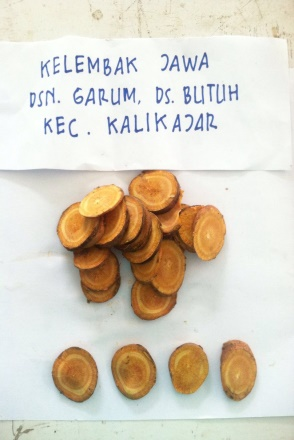 KELEMBAK JAWA
DSN. GARUM, DS. BUTUH
KEC. KALIKAJAR